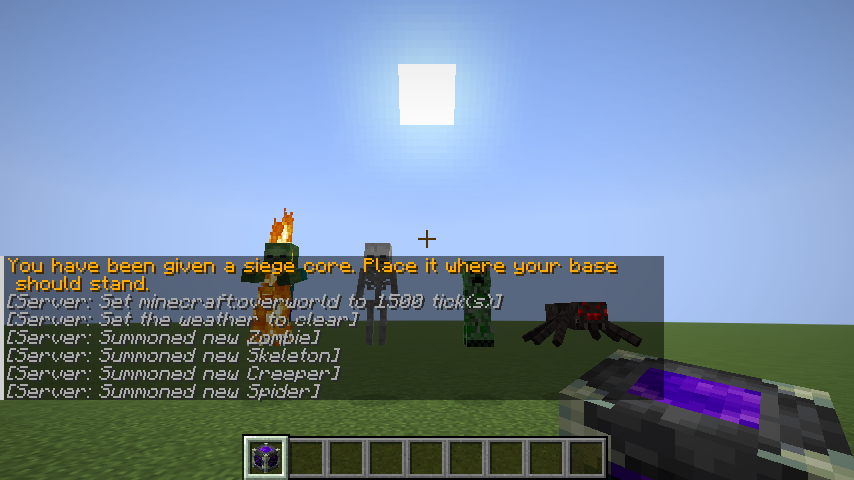 You have been given a siege core. Place it where your base
should stand.
[Server: Set minecraft:overworld to 1500 tick(s)]
[Server: Set the weather to clear]
[Server: Summoned new Zombie]
[Server: Summoned new Skeleton]
[Server: Summoned new Creeper]
[Server: Summoned new Spider]